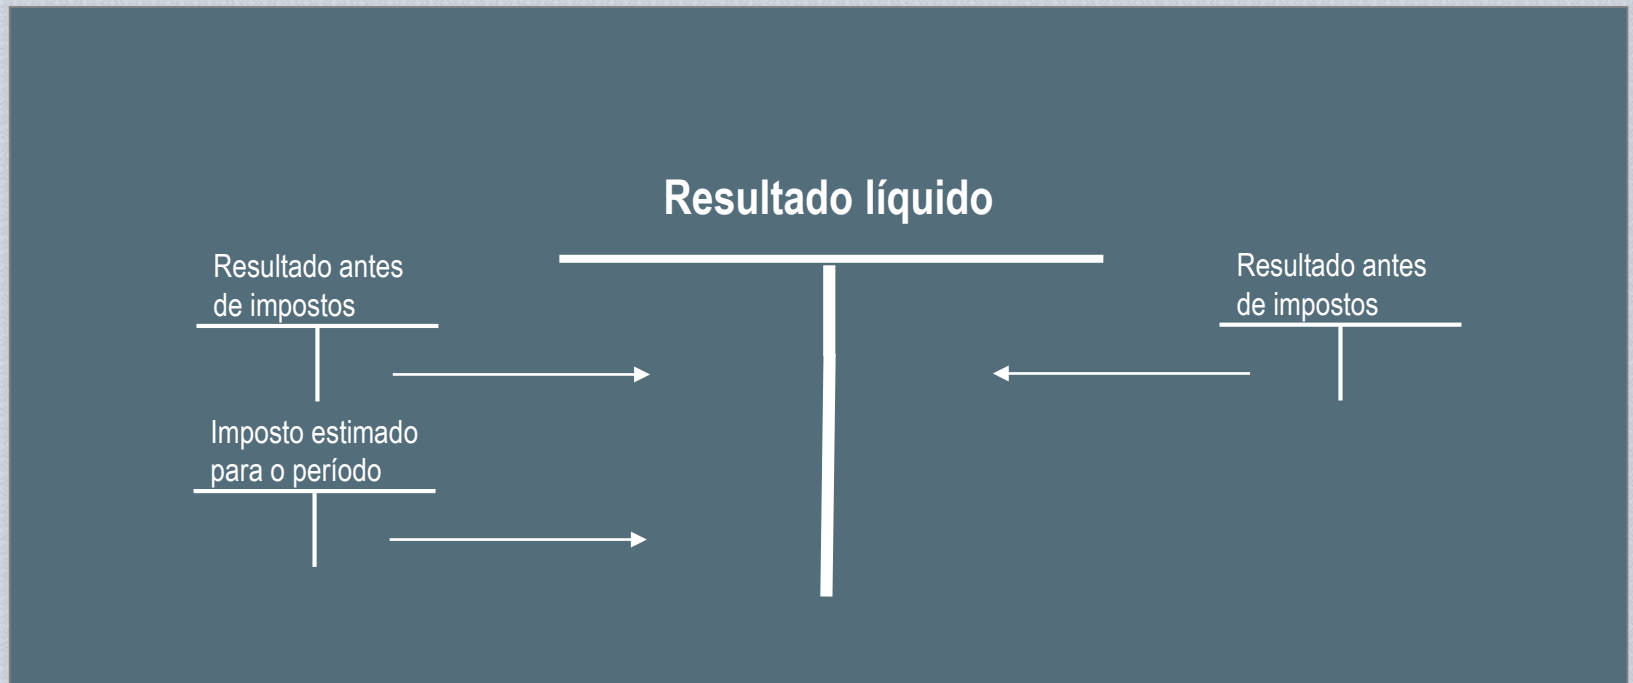 Resultado líquido
Resultado antes
de impostos
Imposto estimado
para o período
Resultado antes
de impostos